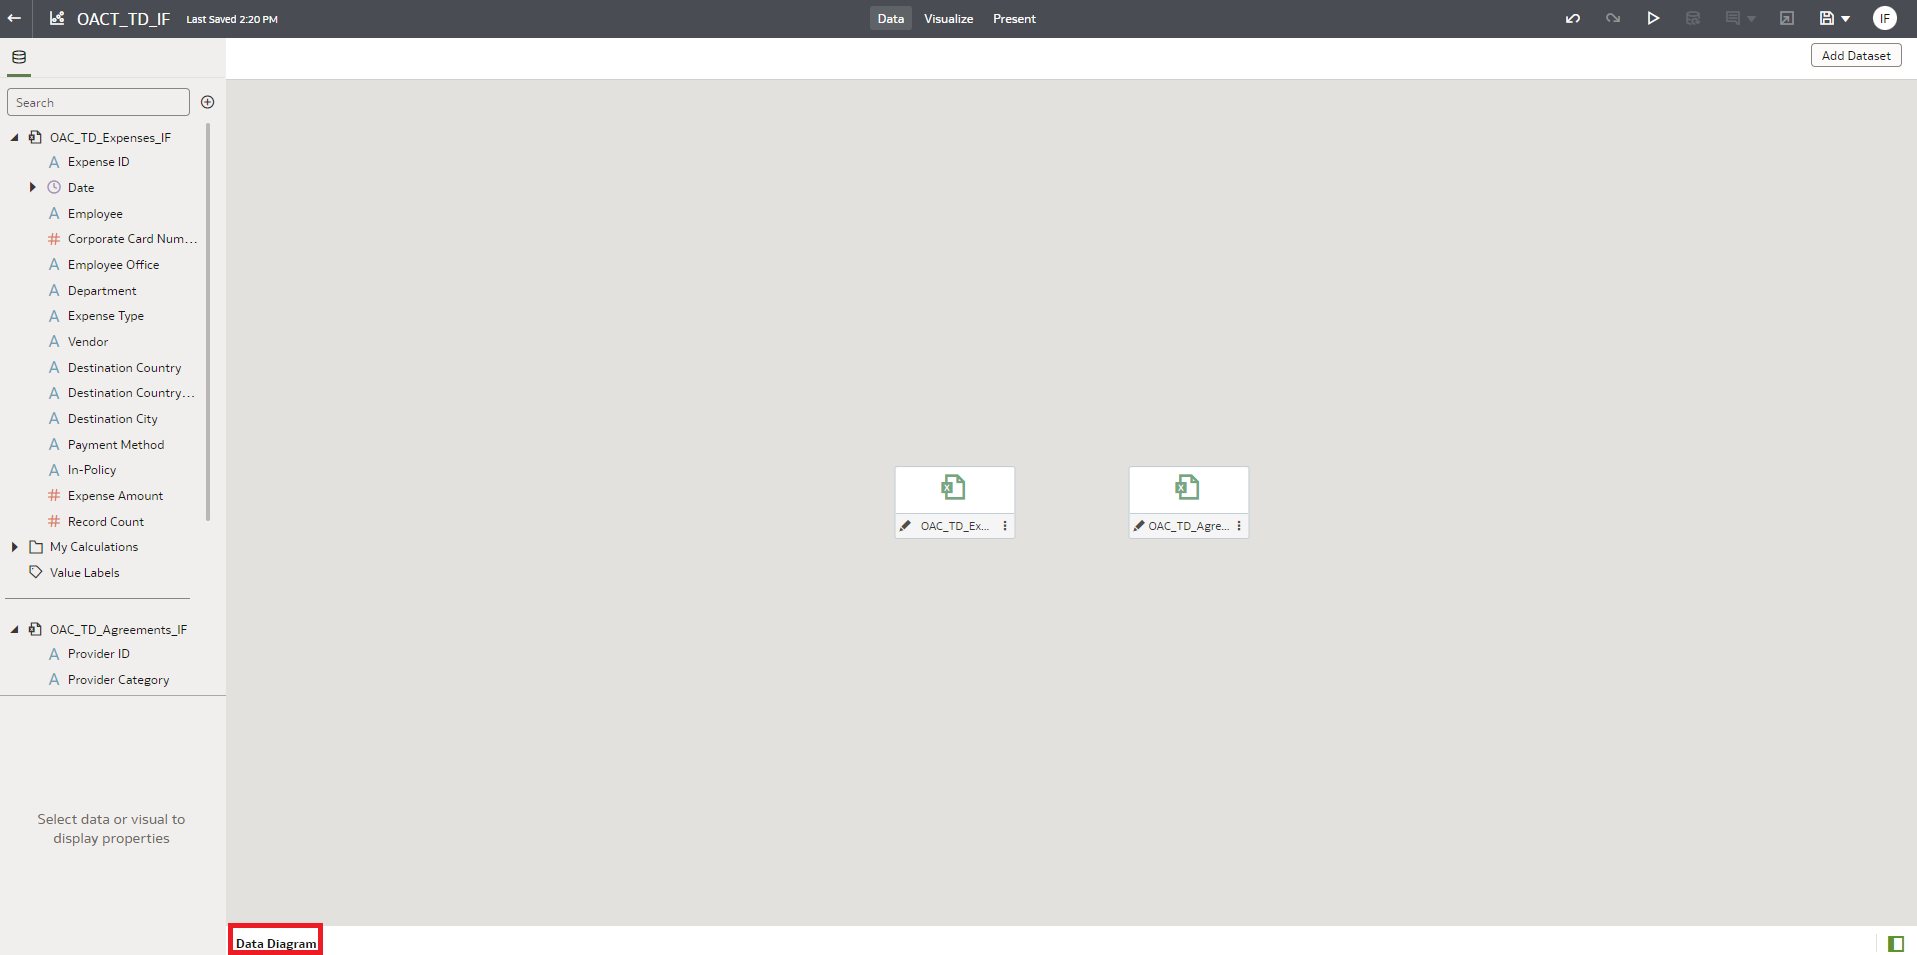 OACT_TD_IF Last Saved 2:20 PM Data Visualize Present IF
Add Dataset
Search
OAC_TD_Expenses_IF
A Expense ID
Date
A Employee
# Corporate Card Num...
A Employee Office
A Department
A Expense Type
A Vendor
A Destination Country
A Destination Country...
A Destination City
A Payment Method
A In-Policy
# Expense Amount
# Record Count
My Calculations
Value Labels
OAC_TD_Agreements_IF
A Provider ID
A Provider Category
Select data or visual to
display properties
X X
OAC_TD_Ex... OAC_TD_Agre...
Data Diagram